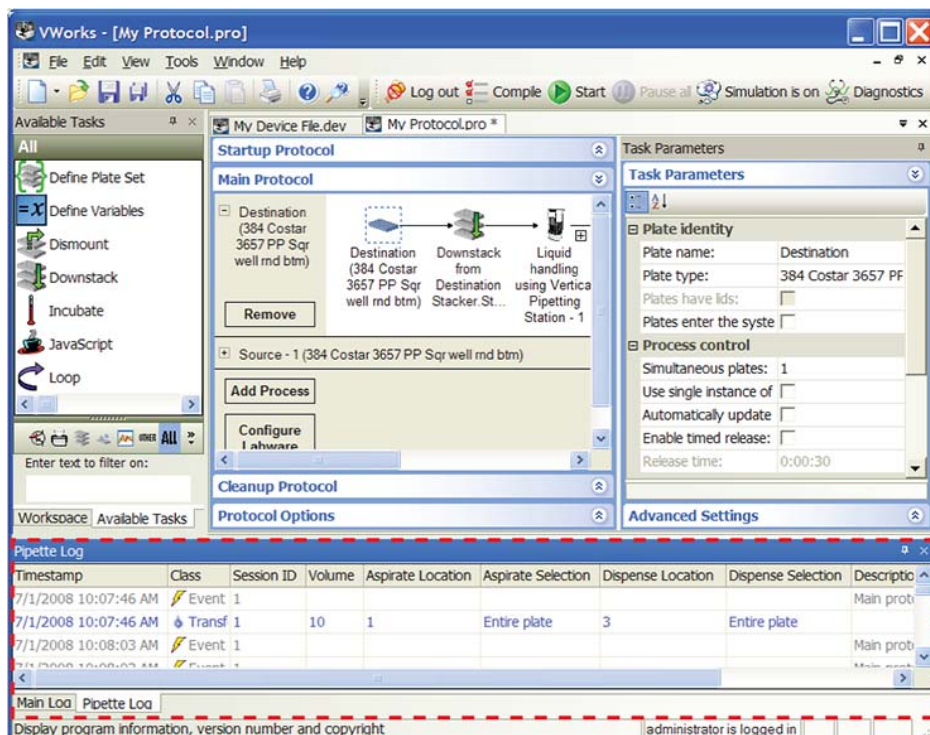 VWorks - [My Protocol.pro]
File Edit View Tools Window Help
Log out Compile Start Pause all Simulation is on Diagnostics
Available Tasks
All
Define Plate Set
=x Define Variables
Dismount
Downstack
Incubate
JavaScript
Loop
OTHER ALL
Enter text to filter on:
Workspace Available Tasks
My Device File.dev My Protocol.pro *
Startup Protocol
Main Protocol
Destination
(384 Costar
3657 PP Sqr
well rnd btm)
Remove
Destination
(384 Costar
3657 PP Sqr
well rnd btm)
Downstack
from
Destination
Stacker.St...
Liquid
handling
using Vertica
Pipetting
Station - 1
Source - 1 (384 Costar 3657 PP Sqr well rnd btm)
Add Process
Configure
Labware
Cleanup Protocol
Protocol Options
Task Parameters
Task Parameters
Plate identity
Plate name: Destination
Plate type: 384 Costar 3657 PF
Plates have lids:
Plates enter the syste
Process control
Simultaneous plates: 1
Use single instance of
Automatically update
Enable timed release:
Release time: 0:00:30
Advanced Settings
Pipette Log
Timestamp Class Session ID Volume Aspirate Location Aspirate Selection Dispense Location Dispense Selection Descriptio
7/1/2008 10:07:46 AM Event 1 Main proto
7/1/2008 10:07:46 AM Transf 1 10 1 Entire plate 3 Entire plate
7/1/2008 10:08:03 AM Event 1 Main proto
Main Log Pipette Log
Display program information, version number and copyright administrator is logged in